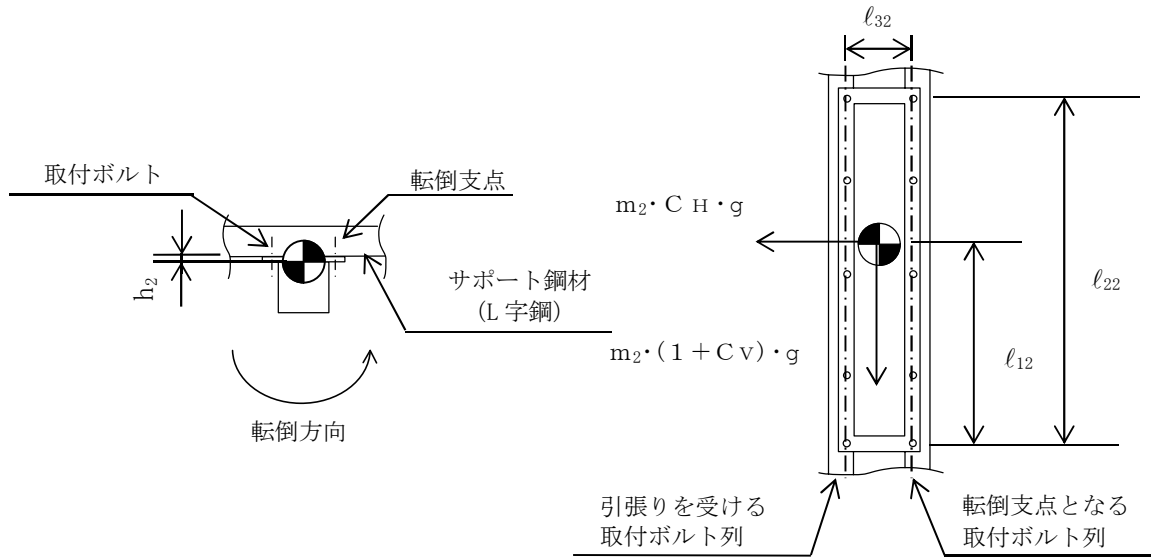 ℓ₃₂
取付ボルト
転倒支点
m₂・ＣＨ・g
h₂
サポート鋼材
(L 字鋼)
ℓ₂₂
m₂・(１＋Ｃv)・g
ℓ₁₂
転倒方向
引張りを受ける
取付ボルト列
転倒支点となる
取付ボルト列